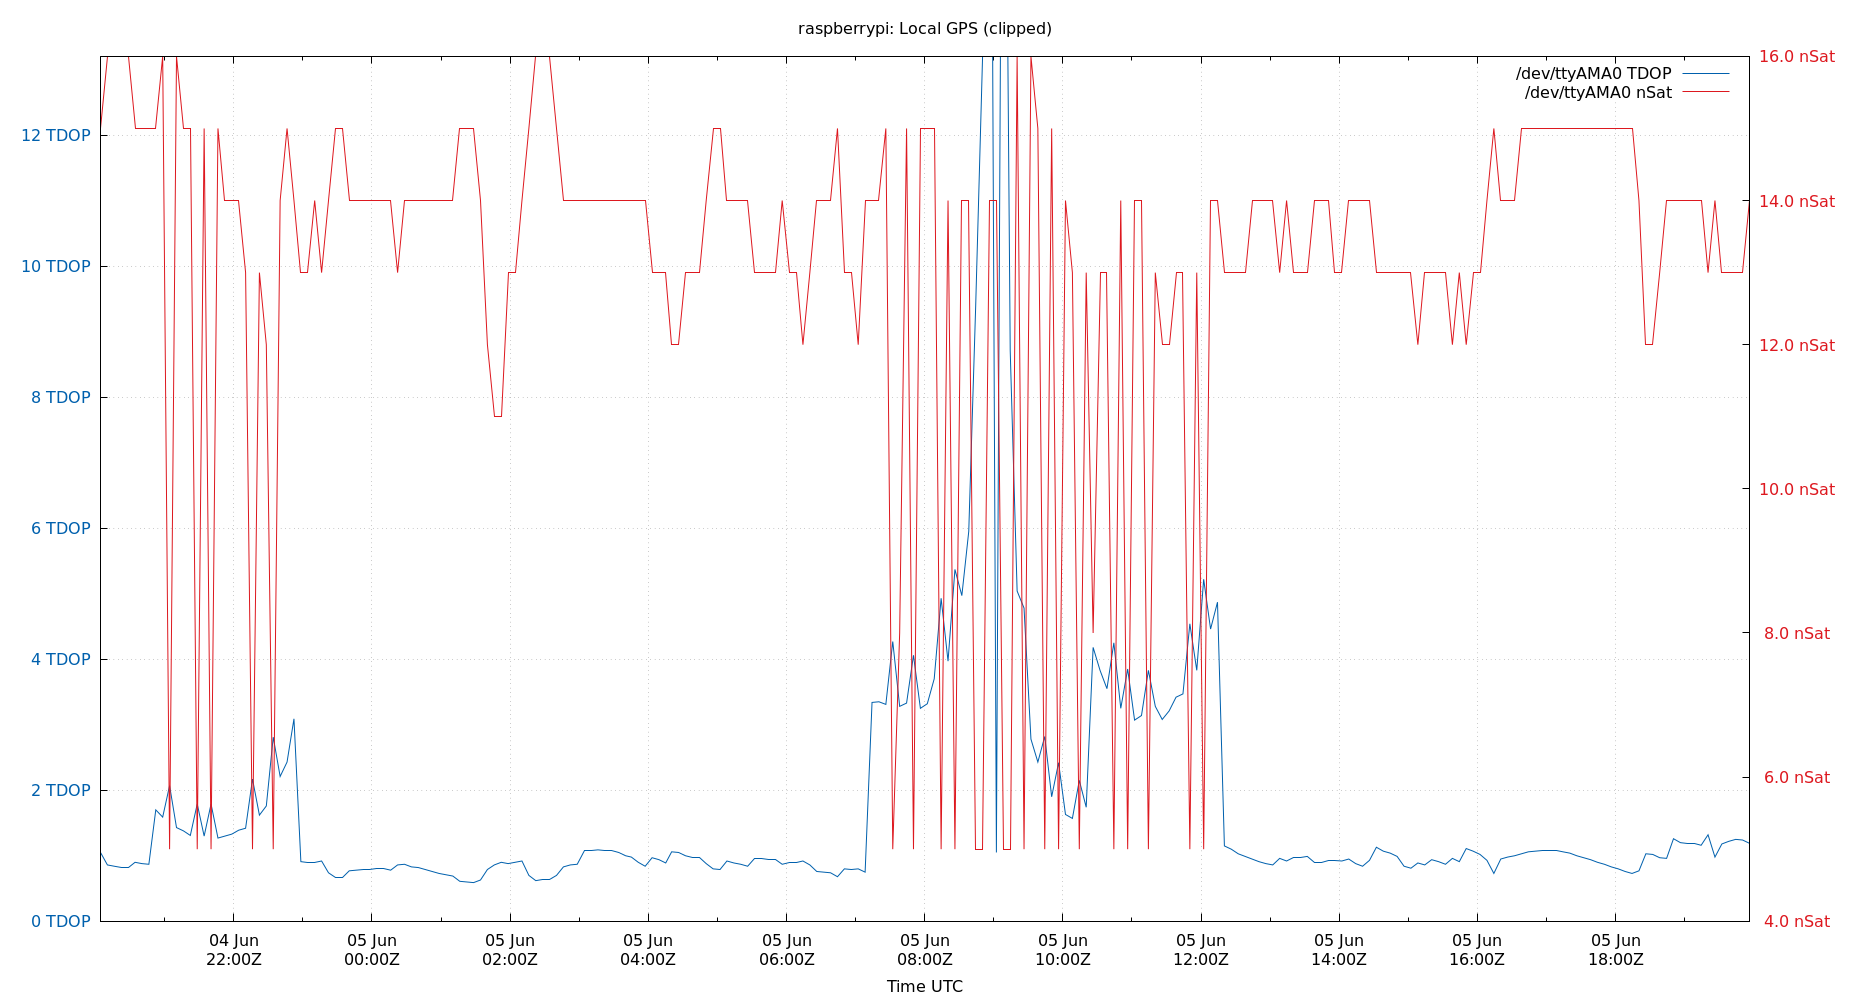 raspberrypi: Local GPS (clipped)
/dev/ttyAMA0 TDOP
/dev/ttyAMA0 nSat
12 TDOP
10 TDOP
8 TDOP
6 TDOP
4 TDOP
2 TDOP
0 TDOP
16.0 nSat
14.0 nSat
12.0 nSat
10.0 nSat
8.0 nSat
6.0 nSat
4.0 nSat
04 Jun
22:00Z
05 Jun
00:00Z
05 Jun
02:00Z
05 Jun
04:00Z
05 Jun
06:00Z
05 Jun
08:00Z
05 Jun
10:00Z
05 Jun
12:00Z
05 Jun
14:00Z
05 Jun
16:00Z
05 Jun
18:00Z
Time UTC